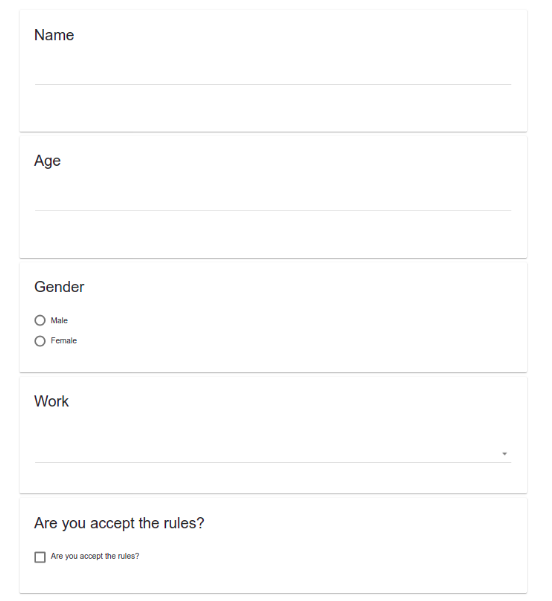 Name
Age
Gender
Male
Female
Work
Are you accept the rules?
Are you accept the rules?